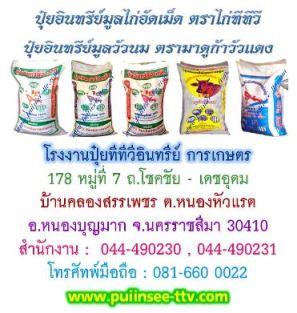 ปุ๋ยอินทรีย์มูลไก่อัดเม็ด ตราไก่ทีทีวี
ปุ๋ยอินทรีย์มูลวัวนม ตรามาดูก้าวัวแดง
โรงงานปุ๋ยทีทีวีอินทรีย์ การเกษตร
178 หมู่ที่ 7 ถ.โชคชัย - เดชอุดม
บ้านคลองสรรเพชร ต.หนองหัวแรต
อ.หนองบุญมาก จ.นครราชสีมา 30410
สำนักงาน : 044-490230 , 044-490231
โทรศัทพ์มือถือ : 081-660 0022
www.puiinsee-ttv.com